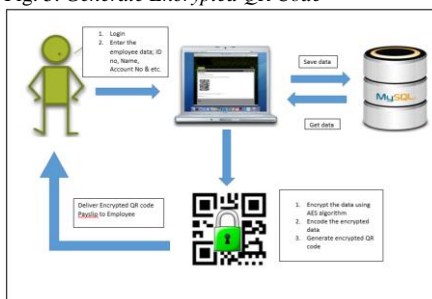 Fig. 3. Generate Encrypted QR Code
1. Login
2. Enter the
employee data; ID
no, Name,
Account No & etc.
Save data
Get data
MySQL
Deliver Encrypted QR code
Payslip to Employee
1. Encrypt the data using
AES algorithm
2. Encode the encrypted
data
3. Generate encrypted QR
code